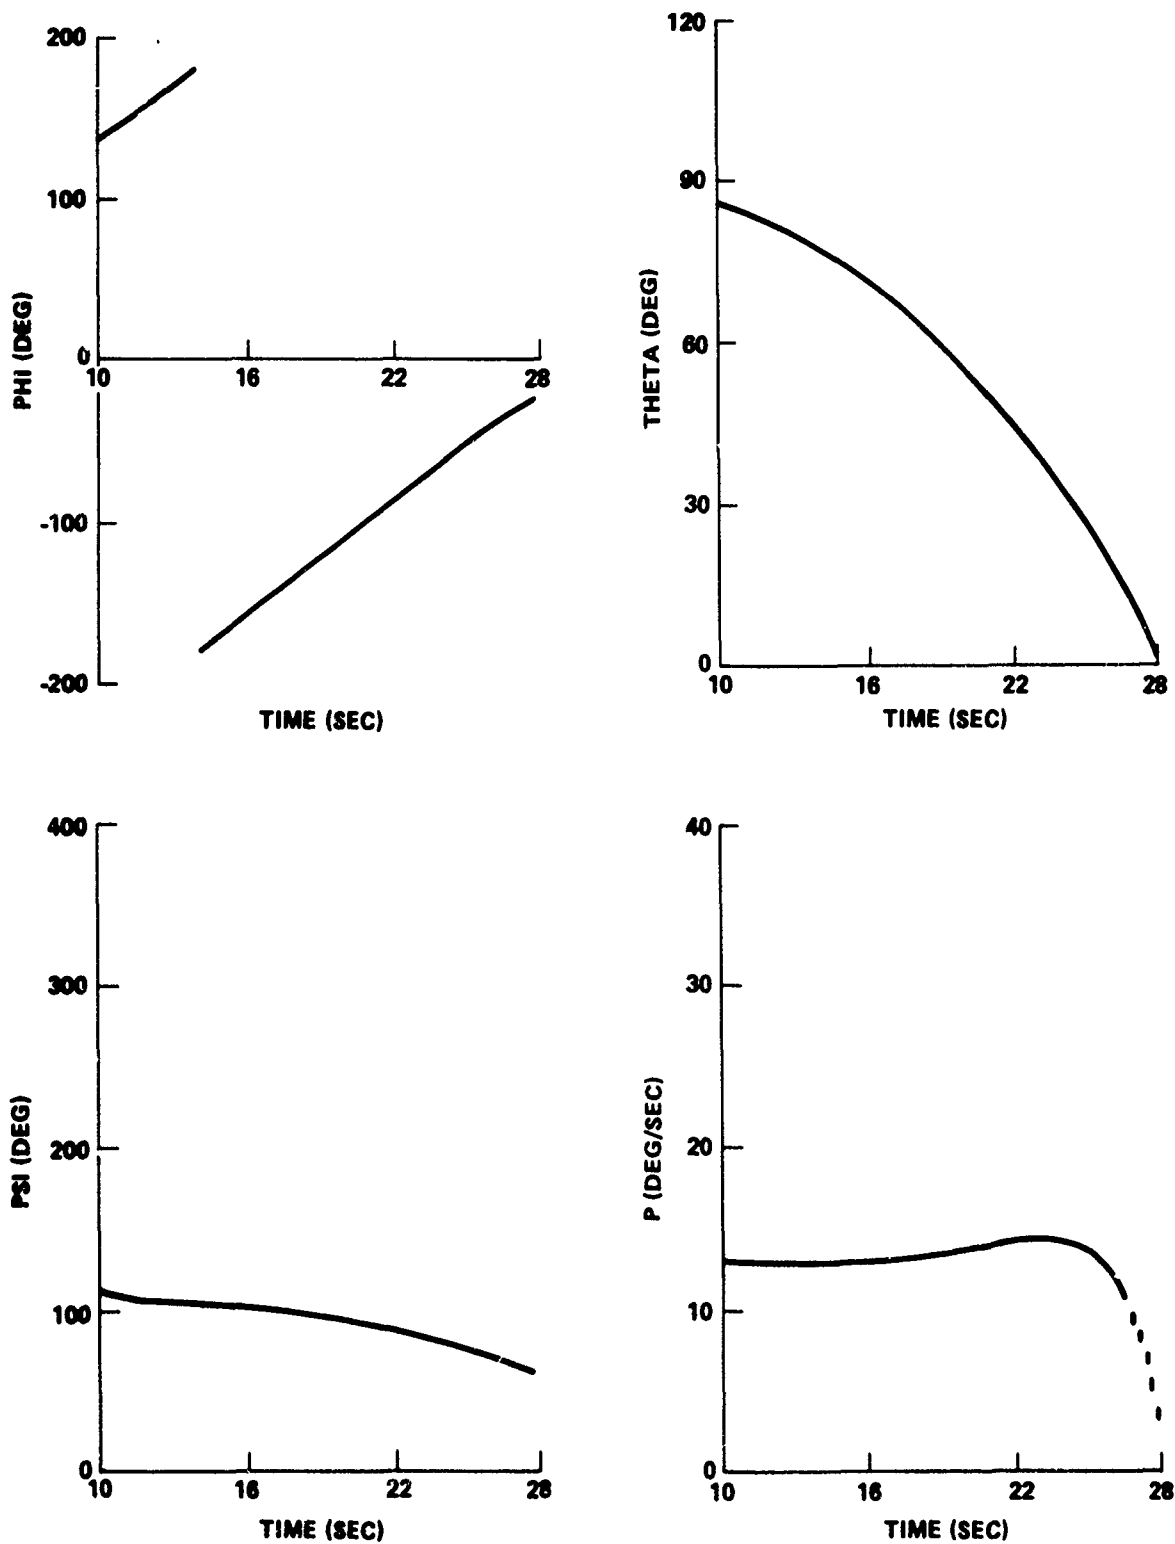 200
100
0
-100
-200
PHI (DEG)
10 16 22 28
TIME (SEC)
120
90
60
30
0
THETA (DEG)
10 16 22 28
TIME (SEC)
400
300
200
100
0
PSI (DEG)
10 16 22 28
TIME (SEC)
40
30
20
10
0
P (DEG/SEC)
10 16 22 28
TIME (SEC)